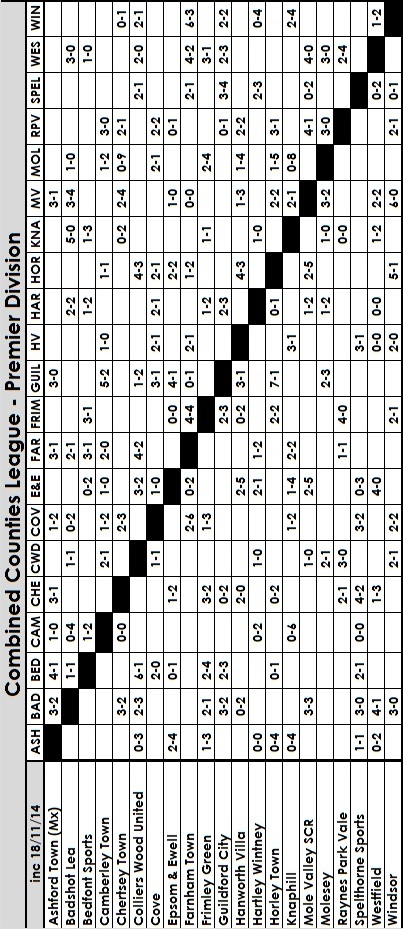 Combined Counties League - Premier Division
inc 18/11/14 ASH BAD BED CAM CHE CWD COV E&E FAR FRIM GUIL HV HAR HOR KNA MV MOL RPV SPEL WES WIN
Ashford Town (Mx) 3-2 4-1 1-0 3-1 1-2 3-1 3-0 3-1
Badshot Lea 1-1 0-4 1-1 0-2 2-1 2-2 5-0 3-4 1-0 3-0
Bedfont Sports 1-2 0-2 3-1 3-1 1-2 1-3 1-0
Camberley Town 2-1 1-2 1-0 2-0 5-2 1-0 1-1 1-2 3-0
Chertsey Town 3-2 0-0 2-3 0-2 2-4 0-9 2-1 0-1
Colliers Wood United 0-3 2-3 6-1 3-2 4-2 1-2 4-3 2-1 2-0 2-1
Cove 2-0 1-1 1-0 3-1 2-1 2-1 2-1 2-1 2-2
Epsom & Ewell 2-4 0-1 1-2 0-0 4-1 2-2 1-0 0-1
Farnham Town 2-6 0-2 4-4 0-1 2-1 1-2 0-0 2-1 4-2 6-3
Frimley Green 1-3 2-1 2-4 3-2 1-3 1-2 1-1 2-4 3-1
Guildford City 3-2 2-3 0-2 2-3 2-3 0-1 3-4 2-3 2-2
Hanworth Villa 0-2 2-0 2-5 0-2 3-1 4-3 1-3 1-4 2-2
Hartley Wintney 0-0 0-2 1-0 2-1 1-2 1-0 2-3 0-4
Horley Town 0-4 0-1 0-2 2-2 7-1 0-1 2-2 1-5 3-1
Knaphill 0-4 0-6 1-2 1-4 2-2 3-1 2-1 0-8 2-4
Mole Valley SCR 3-3 1-0 2-5 1-2 2-5 4-1 0-2 4-0
Molesey 2-1 2-3 1-2 1-0 3-2 3-0 3-0
Raynes Park Vale 2-1 3-0 1-1 4-0 0-0 2-4
Spelthorne Sports 1-1 3-0 2-1 0-0 4-2 3-2 0-3 3-1
Westfield 0-2 4-1 1-3 4-0 0-0 0-0 1-2 2-2 0-2 1-2
Windsor 3-0 2-1 2-2 2-1 2-0 5-1 6-0 2-1 0-1